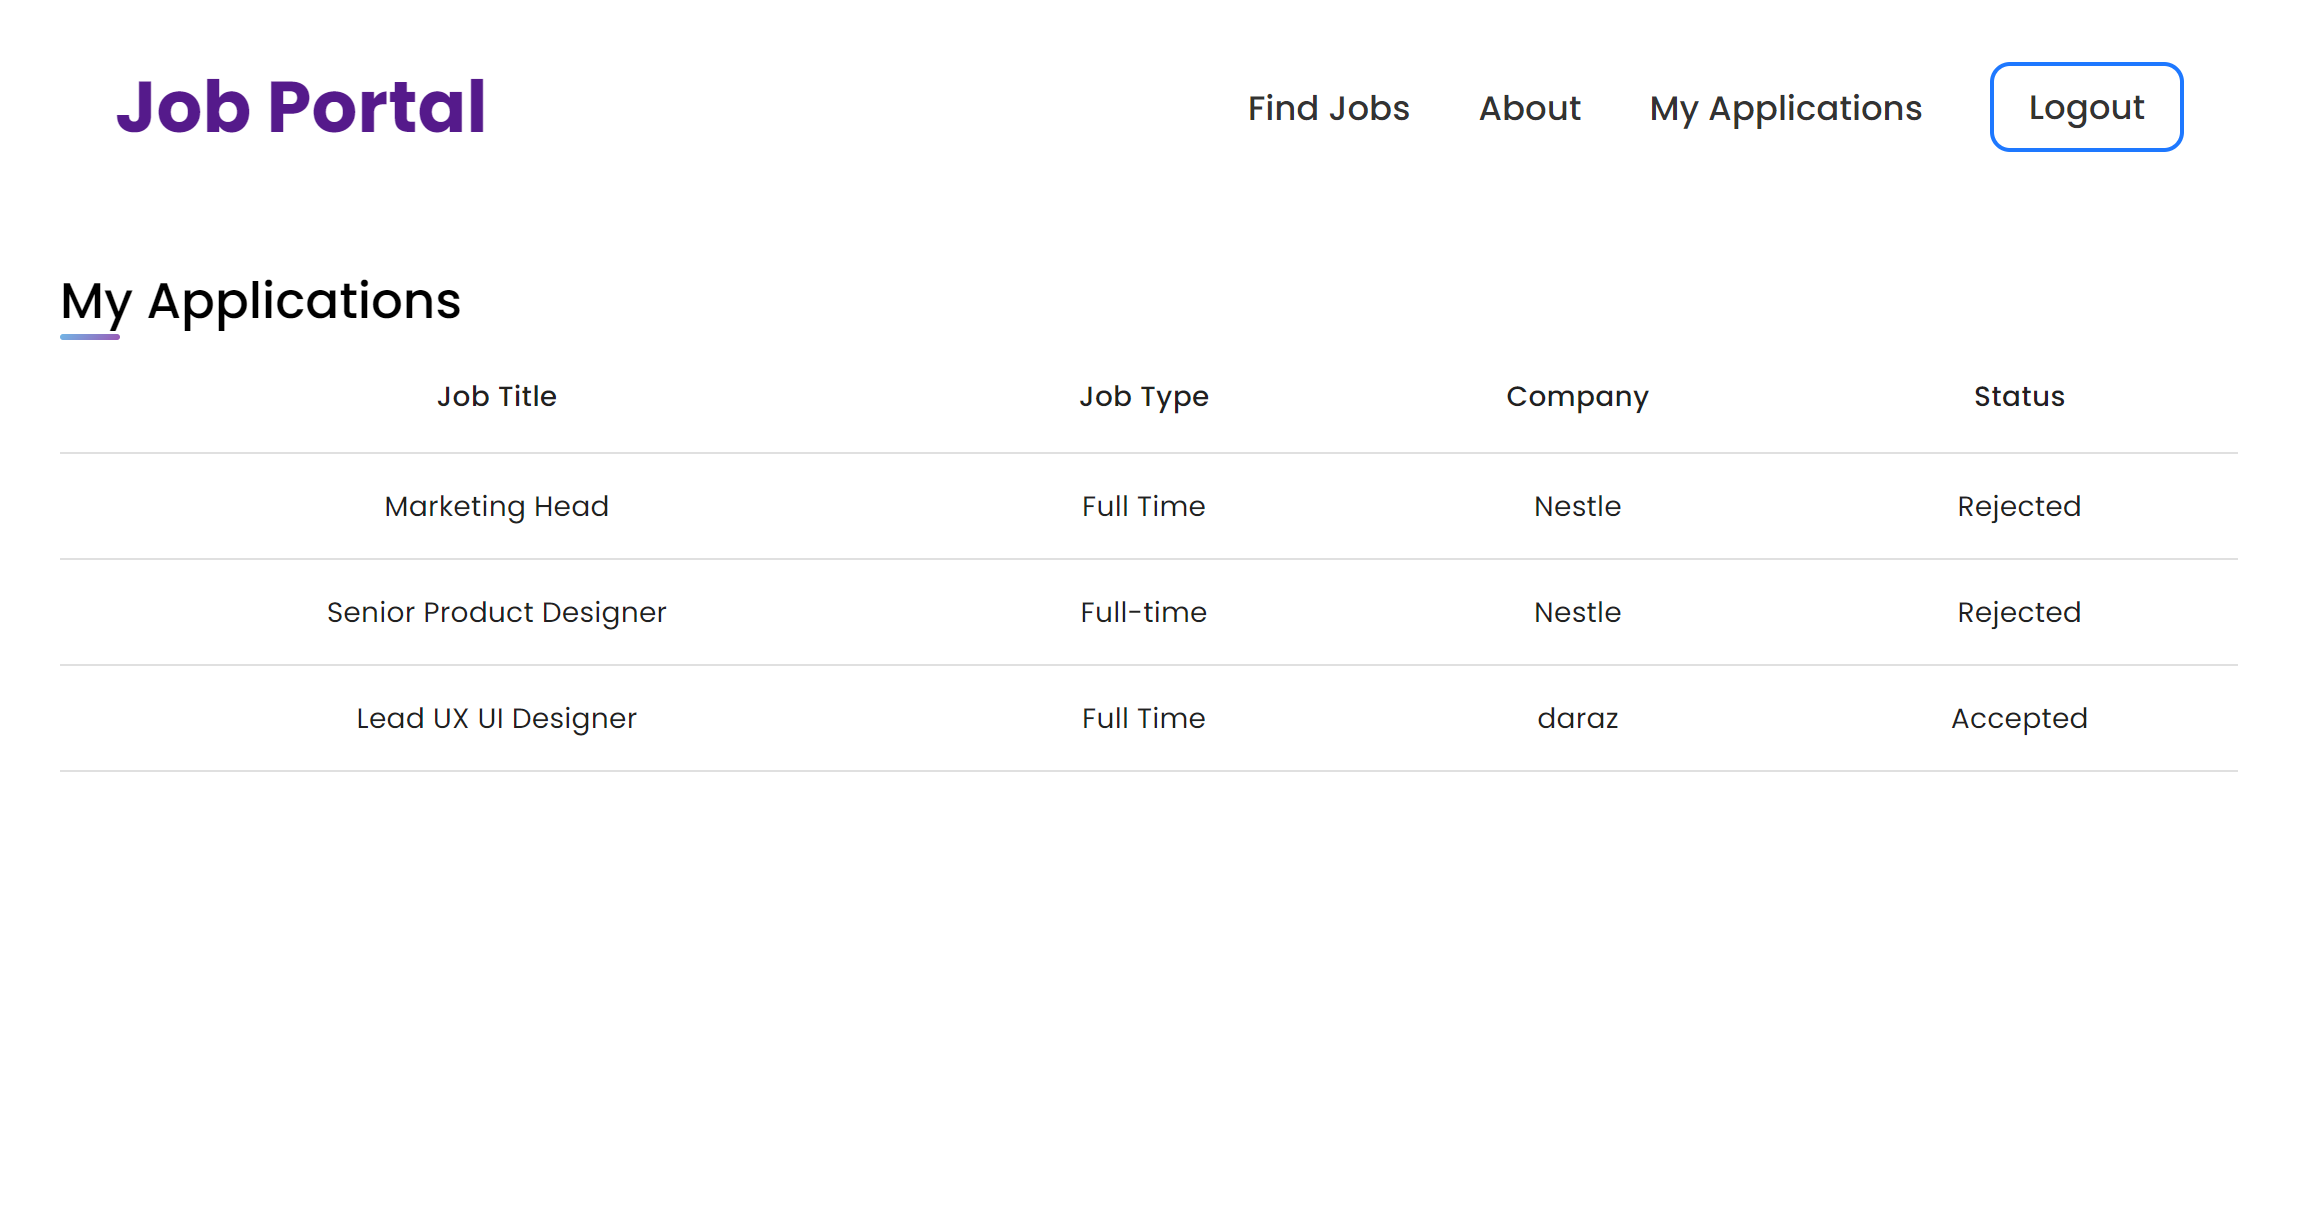 Job Portal Find Jobs About My Applications Logout
My Applications
Job Title Job Type Company Status
Marketing Head Full Time Nestle Rejected
Senior Product Designer Full-time Nestle Rejected
Lead UX UI Designer Full Time daraz Accepted